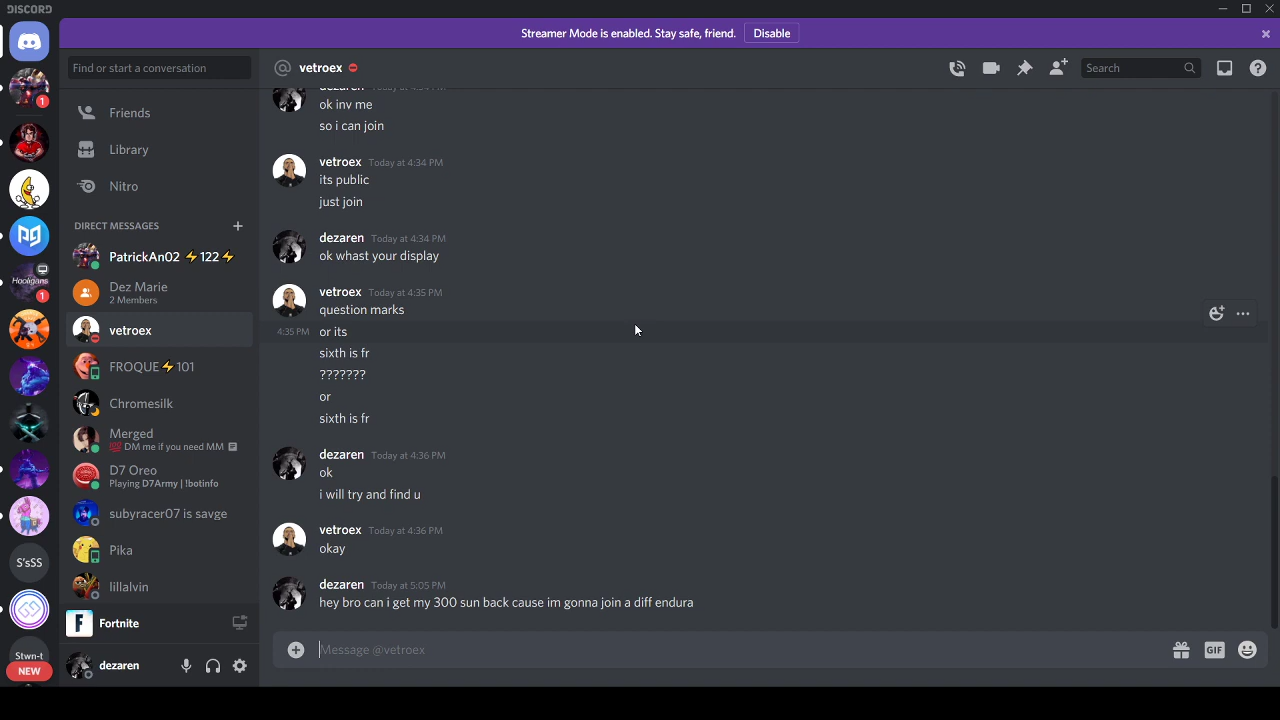 DISCORD
Streamer Mode is enabled. Stay safe, friend. Disable
Find or start a conversation
@ vetroex
Search
Friends
Library
Nitro
DIRECT MESSAGES +
PatrickAn02 ⚡122⚡
Dez Marie
2 Members
vetroex
FROQUE⚡101
Chromesilk
Merged
💯 DM me if you need MM
D7 Oreo
Playing D7Army | !botinfo
subyracer07 is savge
Pika
lillalvin
Fortnite
dezaren
1
Hooligans
1
S'sSS
Stwn-t
NEW
dezaren Today at 4:34 PM
ok inv me
so i can join
vetroex Today at 4:34 PM
its public
just join
dezaren Today at 4:34 PM
ok whast your display
vetroex Today at 4:35 PM
question marks
4:35 PM or its
sixth is fr
???????
or
sixth is fr
dezaren Today at 4:36 PM
ok
i will try and find u
vetroex Today at 4:36 PM
okay
dezaren Today at 5:05 PM
hey bro can i get my 300 sun back cause im gonna join a diff endura
Message @vetroex
GIF